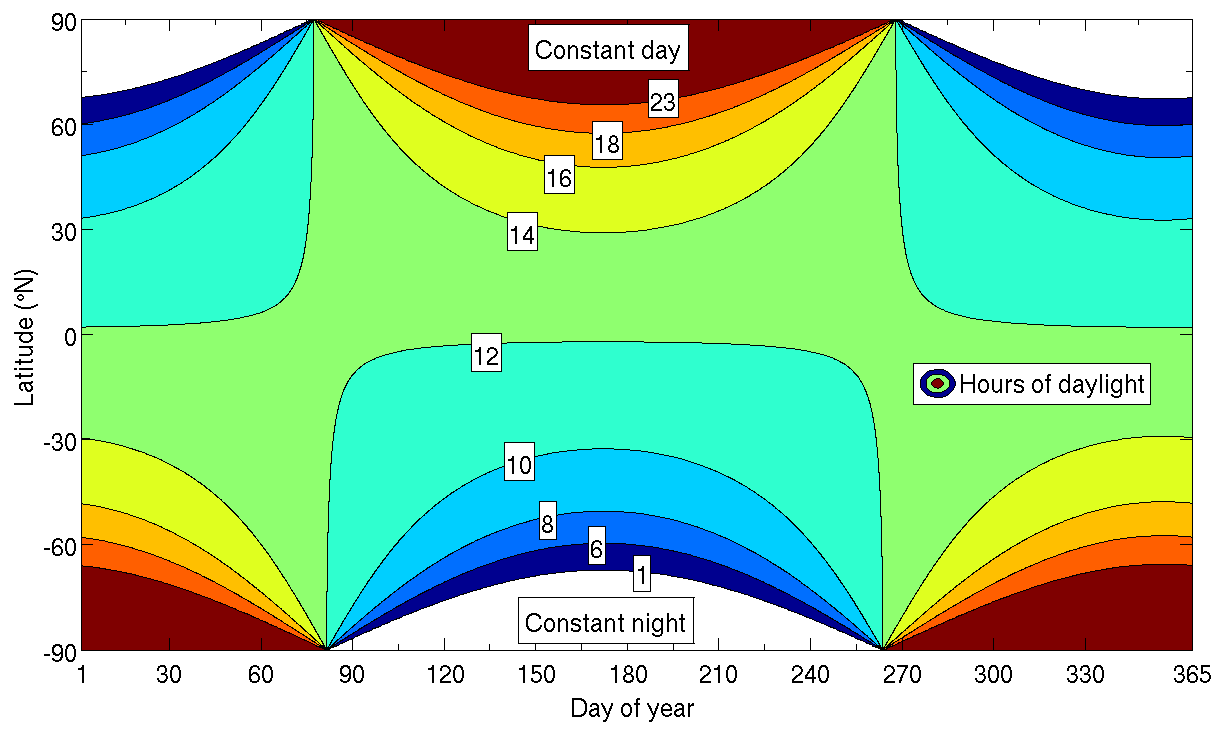 90
Constant day
23
60
18
16
30
14
Latitude (°N)
0
12
Hours of daylight
-30
10
8
-60
6
1
Constant night
-90
1 30 60 90 120 150 180 210 240 270 300 330 365
Day of year